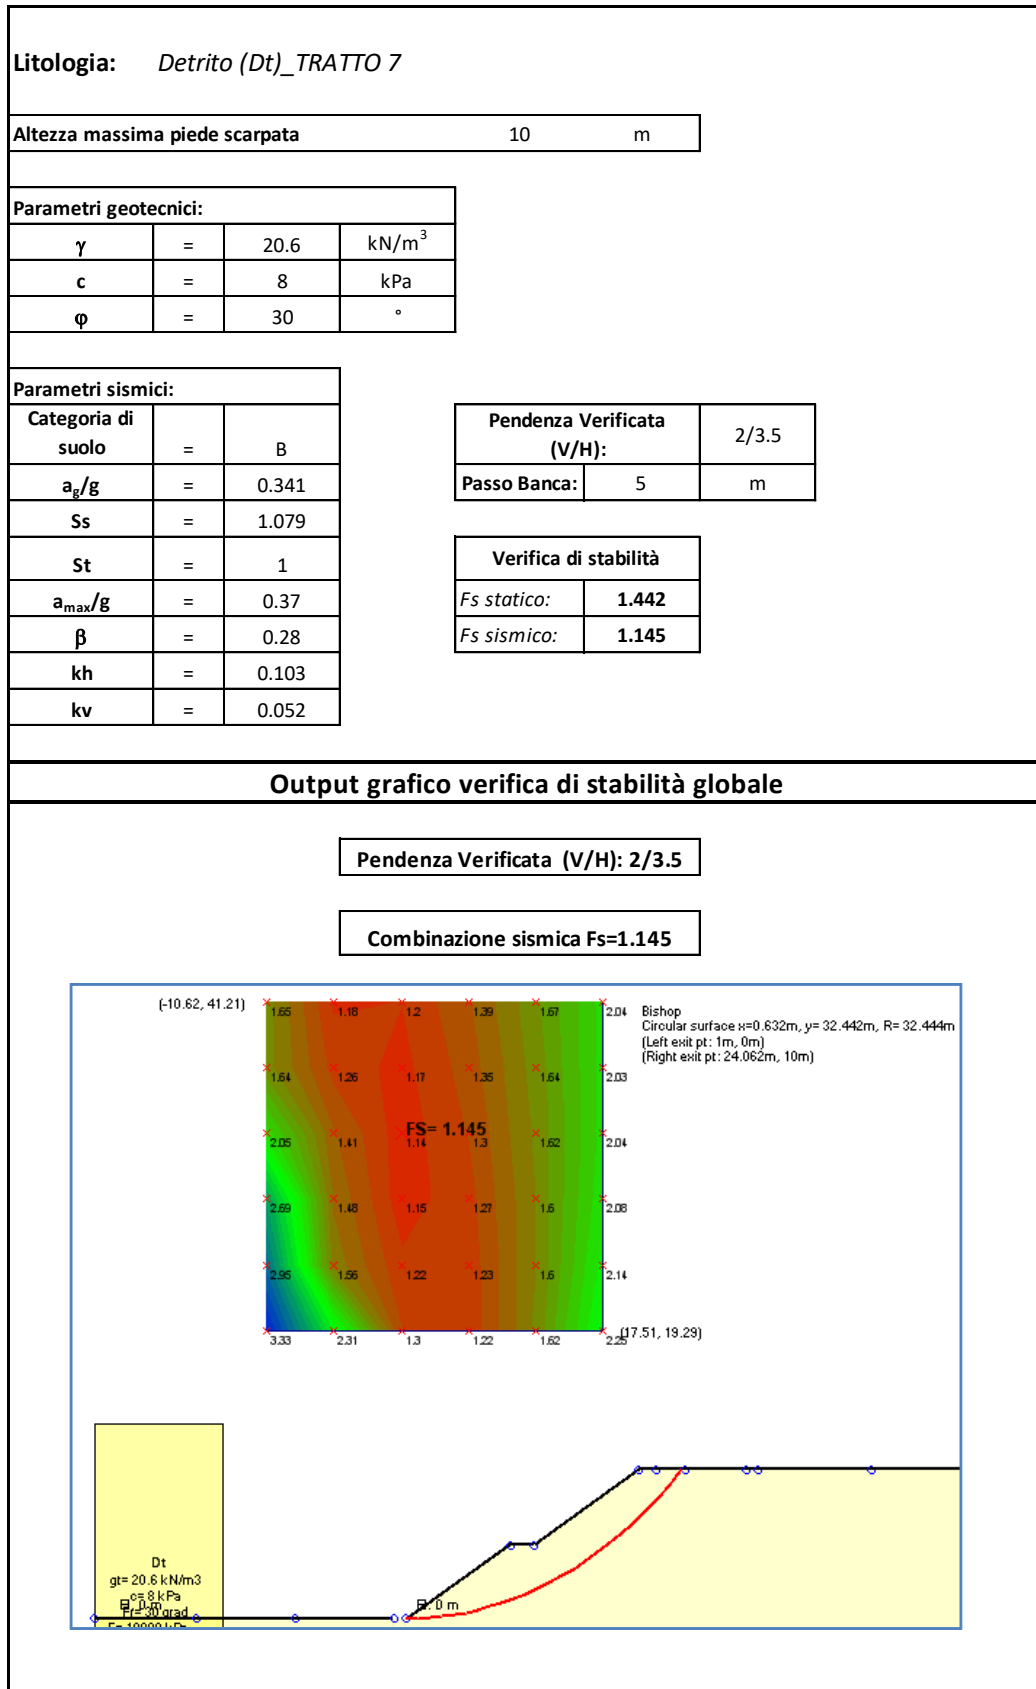 Litologia: Detrito (Dt)_TRATTO 7
Altezza massima piede scarpata 10 m
Parametri geotecnici:
γ = 20.6 kN/m³
c = 8 kPa
φ = 30 °
Parametri sismici:
Categoria di suolo = B
ag/g = 0.341
Ss = 1.079
St = 1
amax/g = 0.37
β = 0.28
kh = 0.103
kv = 0.052
Pendenza Verificata (V/H): 2/3.5
Passo Banca: 5 m
Verifica di stabilità
Fs statico: 1.442
Fs sismico: 1.145
Output grafico verifica di stabilità globale
Pendenza Verificata (V/H): 2/3.5
Combinazione sismica Fs=1.145
(-10.62, 41.21)
1.65 1.18 1.2 1.39 1.67 2.04
Bishop
Circular surface x=0.632m, y= 32.442m, R= 32.444m
(Left exit pt: 1m, 0m)
(Right exit pt: 24.062m, 10m)
1.64 1.26 1.17 1.35 1.64 2.03
FS= 1.145
2.05 1.41 1.14 1.3 1.62 2.04
2.69 1.48 1.15 1.27 1.6 2.08
2.95 1.56 1.22 1.23 1.6 2.14
3.33 2.31 1.3 1.22 1.62 2.25
(17.51, 19.29)
Dt
gt= 20.6 kN/m3
c= 8 kPa
Fr= 30 grad
0 m